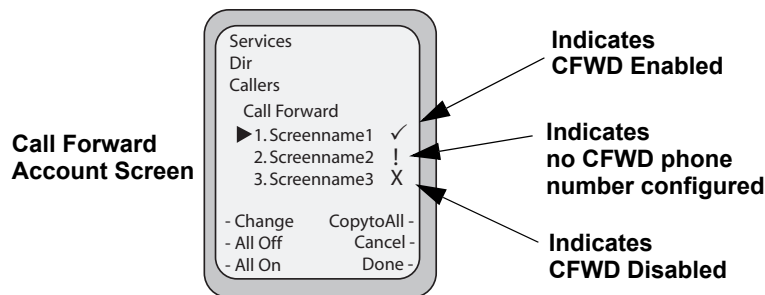 Call Forward
Account Screen
Services
Dir
Callers
Call Forward
▶1. Screenname1 ✓
2. Screenname2 !
3. Screenname3 X
- Change CopytoAll -
- All Off Cancel -
- All On Done -
Indicates
CFWD Enabled
Indicates
no CFWD phone
number configured
Indicates
CFWD Disabled